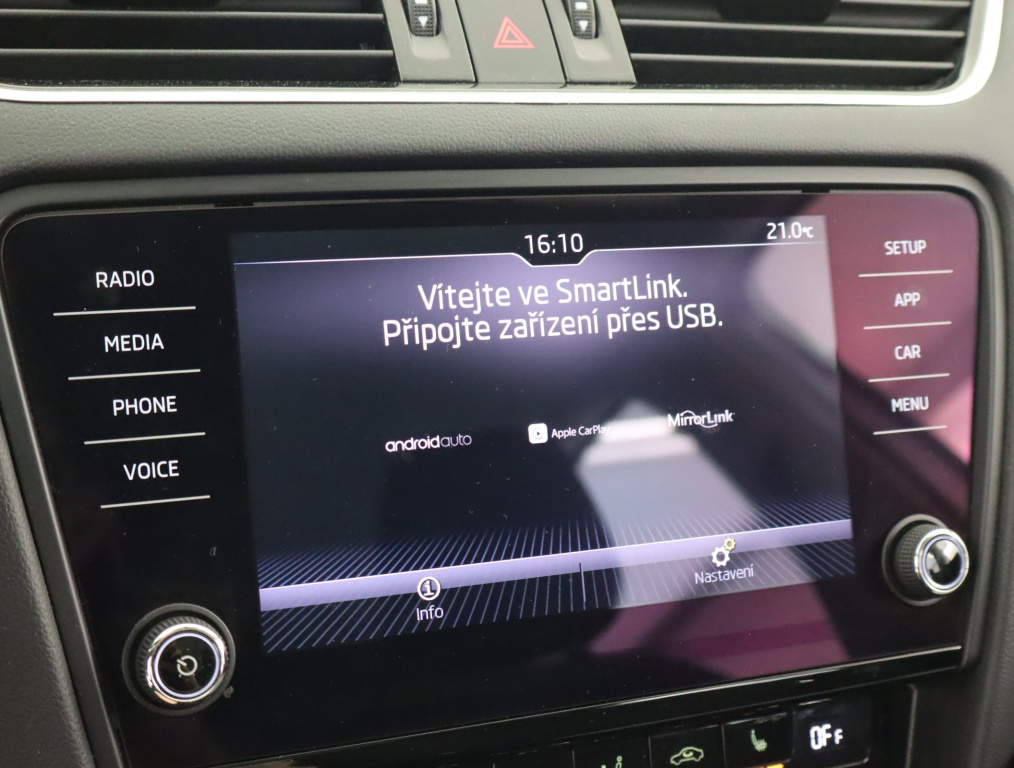 16:10
21.0°C
Vítejte ve SmartLink.
Připojte zařízení přes USB.
RADIO
MEDIA
PHONE
VOICE
SETUP
APP
CAR
MENU
androidauto
Apple CarPlay
MirrorLink
Info
Nastavení
OFF